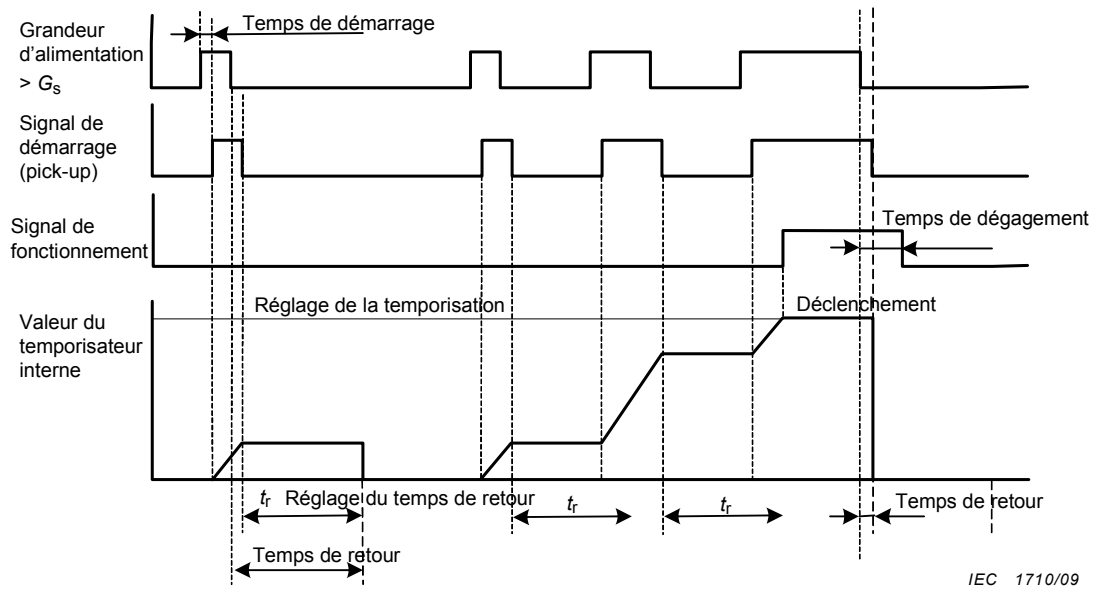 Grandeur
d'alimentation
> Gs
Temps de démarrage
Signal de
démarrage
(pick-up)
Signal de
fonctionnement
Temps de dégagement
Réglage de la temporisation
Déclenchement
Valeur du
temporisateur
interne
tr Réglage du temps de retour
tr
tr
Temps de retour
Temps de retour
IEC 1710/09